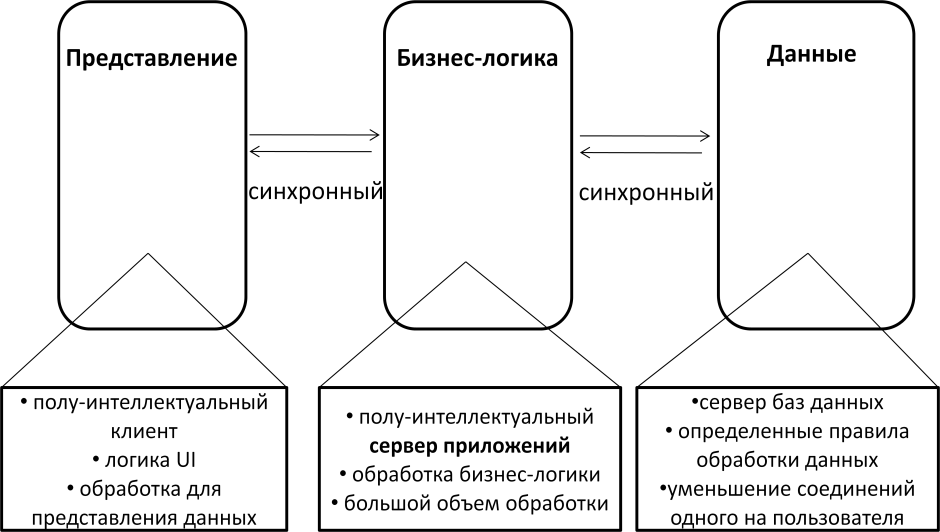 Представление
Бизнес-логика
Данные
синхронный
синхронный
• полу-интеллектуальный
клиент
• логика UI
• обработка для
представления данных
• полу-интеллектуальный
сервер приложений
• обработка бизнес-логики
• большой объем обработки
•сервер баз данных
• определенные правила
обработки данных
•уменьшение соединений
одного на пользователя